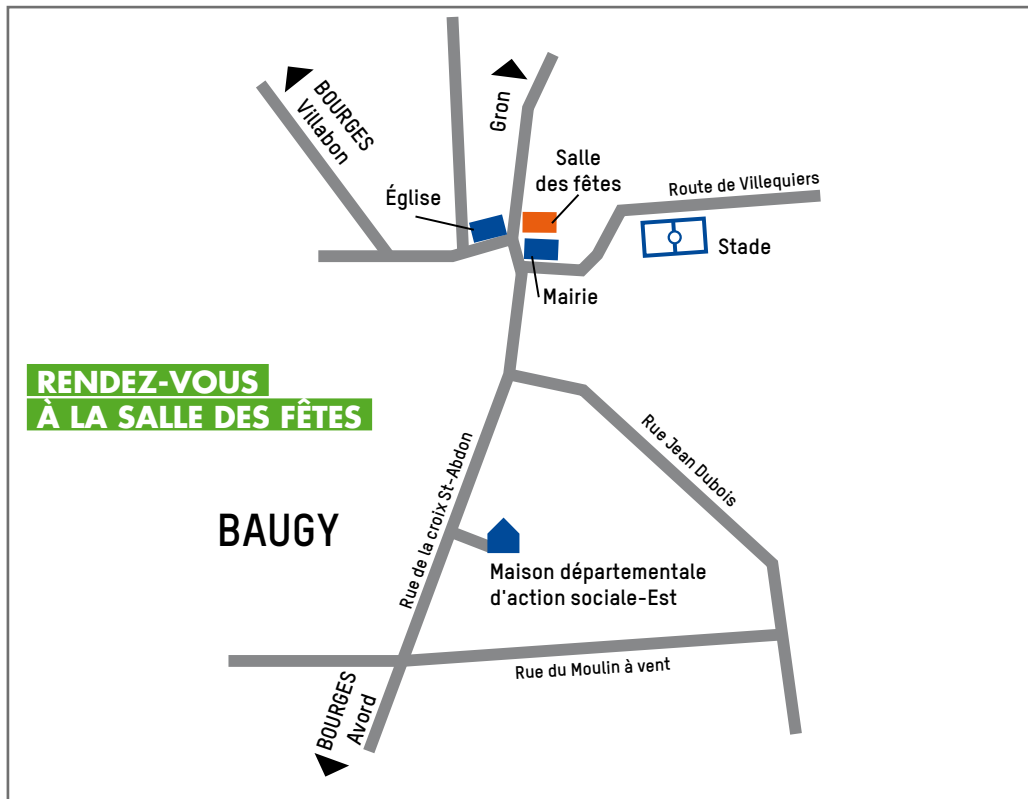 BOURGES
Villabon
Gron
Salle
des fêtes
Église
Route de Villequiers
Stade
Mairie
RENDEZ-VOUS
À LA SALLE DES FÊTES
Rue Jean Dubois
Rue de la croix St-Abdon
BAUGY
Maison départementale
d'action sociale-Est
Rue du Moulin à vent
BOURGES
Avord